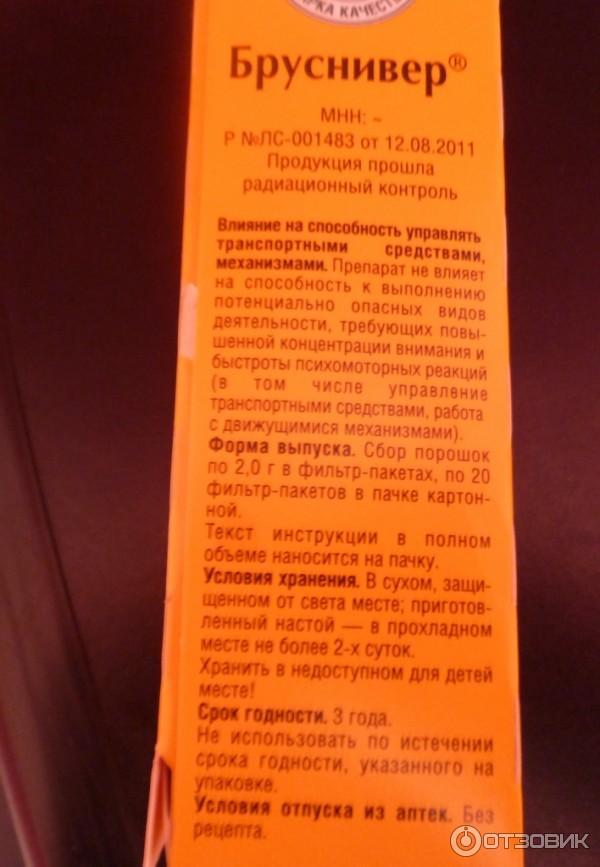 КА КАЧЕСТВ
Бруснивер®
МНН: ~
Р №ЛС-001483 от 12.08.2011
Продукция прошла
радиационный контроль
Влияние на способность управлять
транспортными средствами,
механизмами. Препарат не влияет
на способность к выполнению
потенциально опасных видов
деятельности, требующих повы-
шенной концентрации внимания и
быстроты психомоторных реакций
(в том числе управление
транспортными средствами, работа
с движущимися механизмами).
Форма выпуска. Сбор порошок
по 2,0 г в фильтр-пакетах, по 20
фильтр-пакетов в пачке картон-
ной.
Текст инструкции в полном
объеме наносится на пачку.
Условия хранения. В сухом, защи-
щенном от света месте; приготов-
ленный настой — в прохладном
месте не более 2-х суток.
Хранить в недоступном для детей
месте!
Срок годности. 3 года.
Не использовать по истечении
срока годности, указанного на
упаковке.
Условия отпуска из аптек. Без
рецепта.
ОТЗОВИК